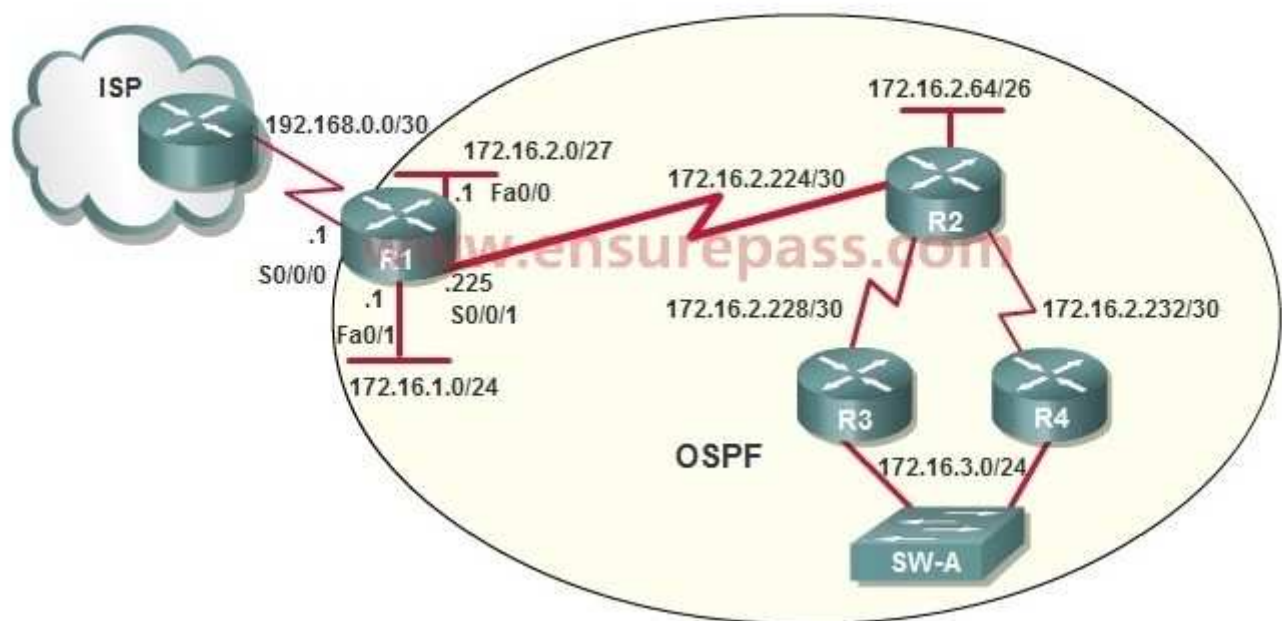 ISP
192.168.0.0/30
172.16.2.0/27
.1 Fa0/0
172.16.2.64/26
172.16.2.224/30
R2
www.ensurepass.com
.1
S0/0/0
R1
.225
S0/0/1
.1
Fa0/1
172.16.1.0/24
172.16.2.228/30
172.16.2.232/30
R3
R4
OSPF
172.16.3.0/24
SW-A